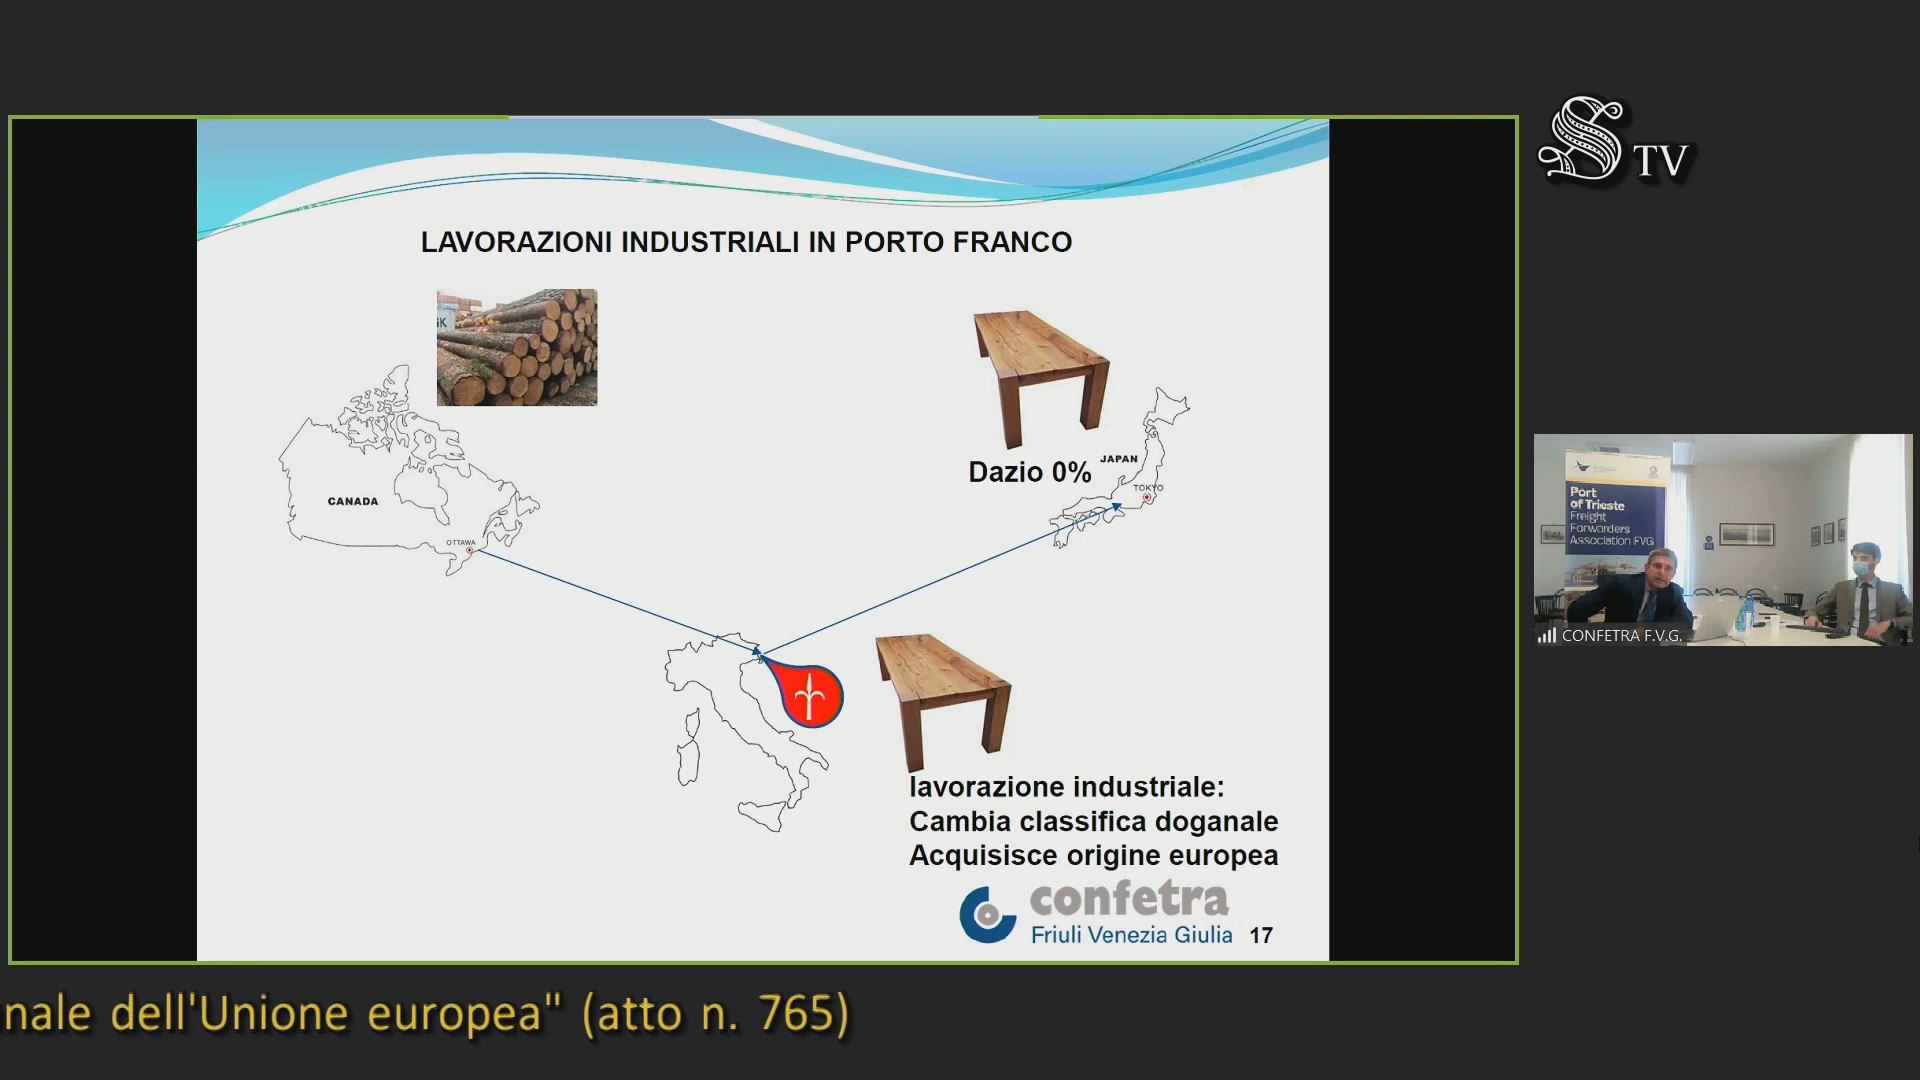 LAVORAZIONI INDUSTRIALI IN PORTO FRANCO
GK
CANADA
OTTAWA
JAPAN
TOKYO
Dazio 0%
lavorazione industriale:
Cambia classifica doganale
Acquisisce origine europea
confetra
Friuli Venezia Giulia
17
S TV
Port
of Trieste
Freight
Forwarders
Association FVG
CONFETRA F.V.G.
nale dell'Unione europea" (atto n. 765)